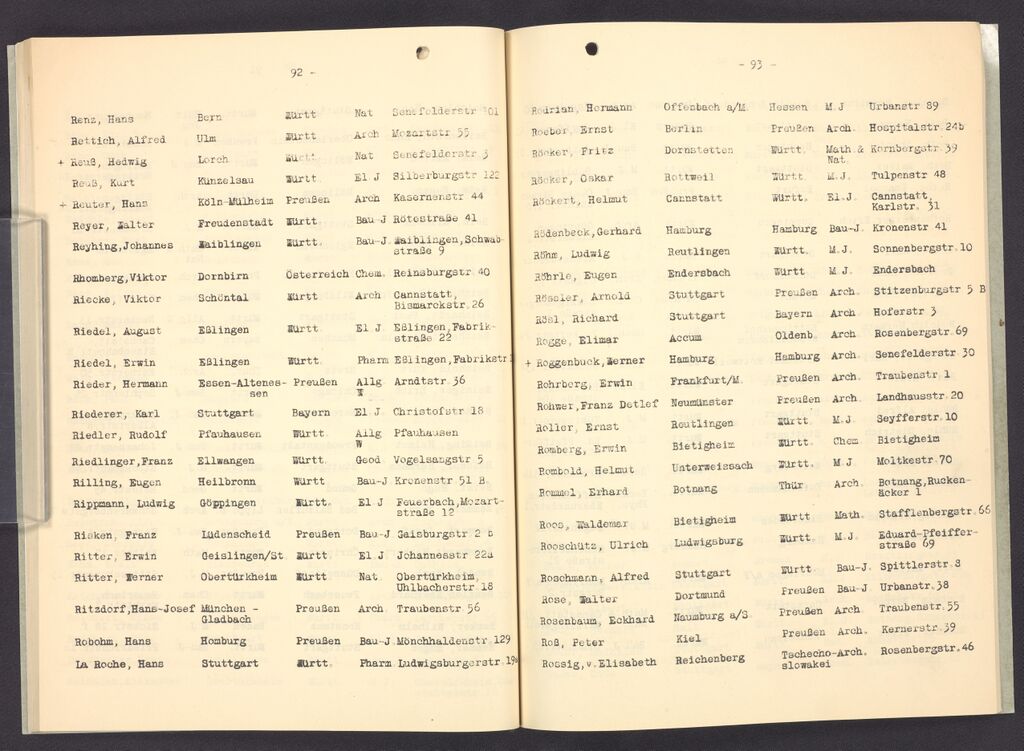 92 -
Renz, Hans Bern Württ Nat Senefelderstr 101
Rettich, Alfred Ulm Württ Arch Mozartstr 55
+ Reuß, Hedwig Lorch Württ Nat Senefelderstr 3
Reuß, Kurt Künzelsau Württ. El J Silberburgstr 122
+ Reuter, Hans Köln-Mülheim Preußen Arch Kasernenstr 44
Reyer, Walter Freudenstadt Württ. Bau-J Rötestraße 41
Reyhing,Johannes Waiblingen Württ. Bau-J Waiblingen,Schwab-
straße 9
Rhomberg,Viktor Dornbirn Österreich Chem. Reinsburgstr 40
Riecke, Viktor Schöntal Württ Arch Cannstatt,
Bismarckstr.26
Riedel, August Eßlingen Württ. El J Eßlingen,Fabrik-
straße 22
Riedel, Erwin Eßlingen Württ. Pharm Eßlingen,Fabrikstr
Rieder, Hermann Essen-Altenes- Preußen Allg Arndtstr 36
sen W
Riederer, Karl Stuttgart Bayern El J Christofstr 18
Riedler, Rudolf Pfauhausen Württ. Allg Pfauhausen
W
Riedlinger,Franz Ellwangen Württ. Geod Vogelsangstr 5
Rilling, Eugen Heilbronn Württ Bau-J Kronenstr 51 B
Rippmann, Ludwig Göppingen Württ. El J Feuerbach,Mozart-
straße 12
Risken, Franz Lüdenscheid Preußen Bau-J Gaisburgstr 2 b
Ritter, Erwin Geislingen/St Württ El.J Johannesstr 22a
Ritter, Werner Obertürkheim Württ Nat. Obertürkheim,
Uhlbacherstr 18
Ritzdorf,Hans-Josef München - Preußen Arch Traubenstr 56
Gladbach
Robohm, Hans Homburg Preußen Bau-J Mönchhaldenstr 129
La Roche, Hans Stuttgart Württ. Pharm Ludwigsburgerstr
- 93 -
Rodrian, Hermann Offenbach a/M. Hessen M.J Urbanstr 89
Roeber, Ernst Berlin Preußen Arch. Hospitalstr 24b
Röcker, Fritz Dornstetten Württ. Math.& Kornbergstr 39
Nat.
Röcker, Oskar Rottweil Württ. M.J. Tulpenstr 48
Röckert, Helmut Cannstatt Württ. El.J. Cannstatt,
Karlstr. 31
Rödenbeck,Gerhard Hamburg Hamburg Bau-J. Kronenstr 41
Röhm, Ludwig Reutlingen Württ. M.J. Sonnenbergstr.10
Röhrle, Eugen Endersbach Württ M.J. Endersbach
Rössler, Arnold Stuttgart Preußen Arch. Stitzenburgstr 5 B
Rösl, Richard Stuttgart Bayern Arch Hoferstr 3
Rogge, Elimar Accum Oldenb. Arch. Rosenbergstr.69
+ Roggenbuck,Werner Hamburg Hamburg Arch. Senefelderstr 30
Rohrberg, Erwin Frankfurt/M. Preußen Arch. Traubenstr 1
Rohwer,Franz Detlef Neumünster Preußen Arch. Landhausstr.20
Roller, Ernst Reutlingen Württ. M.J. Seyfferstr.10
Romberg, Erwin Bietigheim Württ. Chem Bietigheim
Rombold, Helmut Unterweissach Württ. M.J Moltkestr 70
Rommel, Erhard Botnang Thür Arch. Botnang,Rucken-
äcker 1
Roos, Waldemar Bietigheim Württ Math. Stafflenbergstr.66
Rooschütz, Ulrich Ludwigsburg Württ. M.J. Eduard-Pfeiffer-
straße 69
Roschmann, Alfred Stuttgart Württ Bau-J. Spittlerstr 8
Rose, Walter Dortmund Preußen Bau-J Urbanstr.38
Rosenbaum, Eckhard Naumburg a/S Preußen Arch. Traubenstr.55
Roß, Peter Kiel Preußen Arch. Kernerstr.39
Rossig,v.Elisabeth Reichenberg Tschecho-Arch. Rosenbergstr.46
slowakei